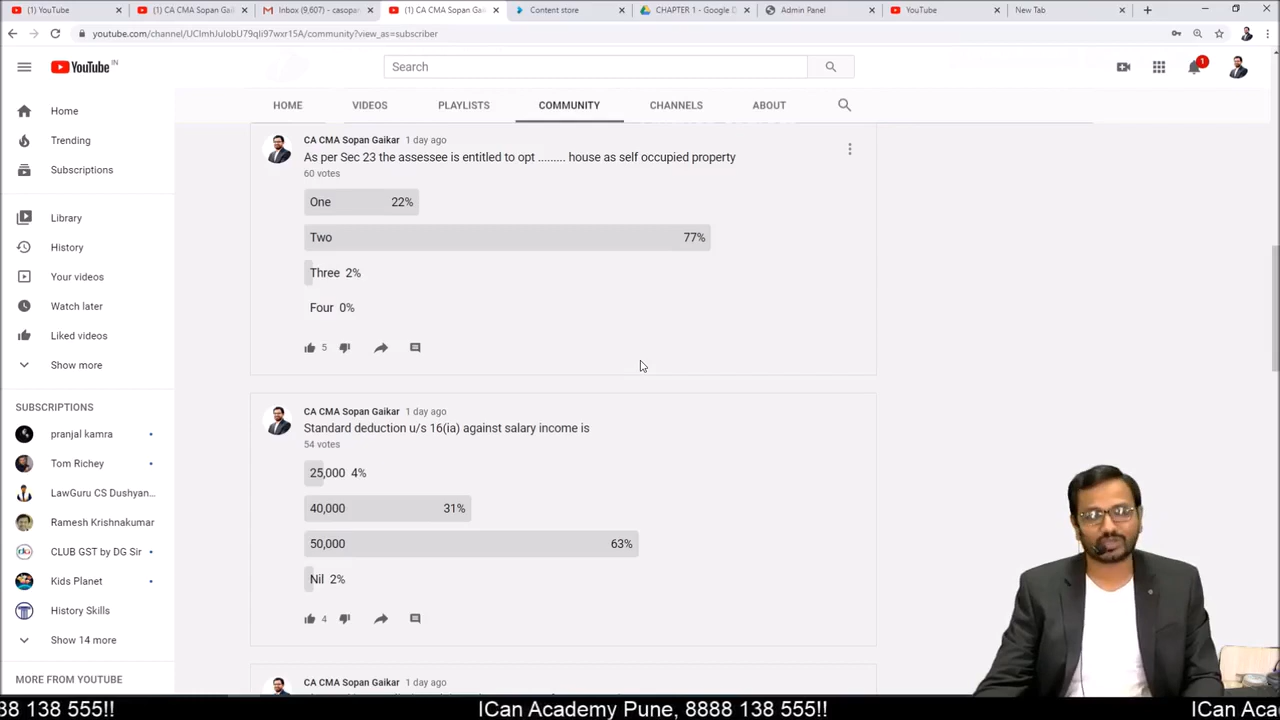 (1) YouTube
(1) CA CMA Sopan Gaik
Inbox (9,607) - casopan
(1) CA CMA Sopan Gai
Content store
CHAPTER 1 - Google D
Admin Panel
YouTube
New Tab
youtube.com/channel/UCImhJulobU79qIi97wxr15A/community?view_as=subscriber
YouTube IN
Search
1
HOME
VIDEOS
PLAYLISTS
COMMUNITY
CHANNELS
ABOUT
Home
Trending
Subscriptions
Library
History
Your videos
Watch later
Liked videos
Show more
SUBSCRIPTIONS
pranjal kamra
Tom Richey
LawGuru CS Dushyan...
Ramesh Krishnakumar
CLUB GST by DG Sir
Kids Planet
History Skills
Show 14 more
MORE FROM YOUTUBE
CA CMA Sopan Gaikar 1 day ago
As per Sec 23 the assessee is entitled to opt ......... house as self occupied property
60 votes
One 22%
Two 77%
Three 2%
Four 0%
5
CA CMA Sopan Gaikar 1 day ago
Standard deduction u/s 16(ia) against salary income is
54 votes
25,000 4%
40,000 31%
50,000 63%
Nil 2%
4
CA CMA Sopan Gaikar 1 day ago
38 138 555!! ICan Academy Pune, 8888 138 555!! ICan Aca